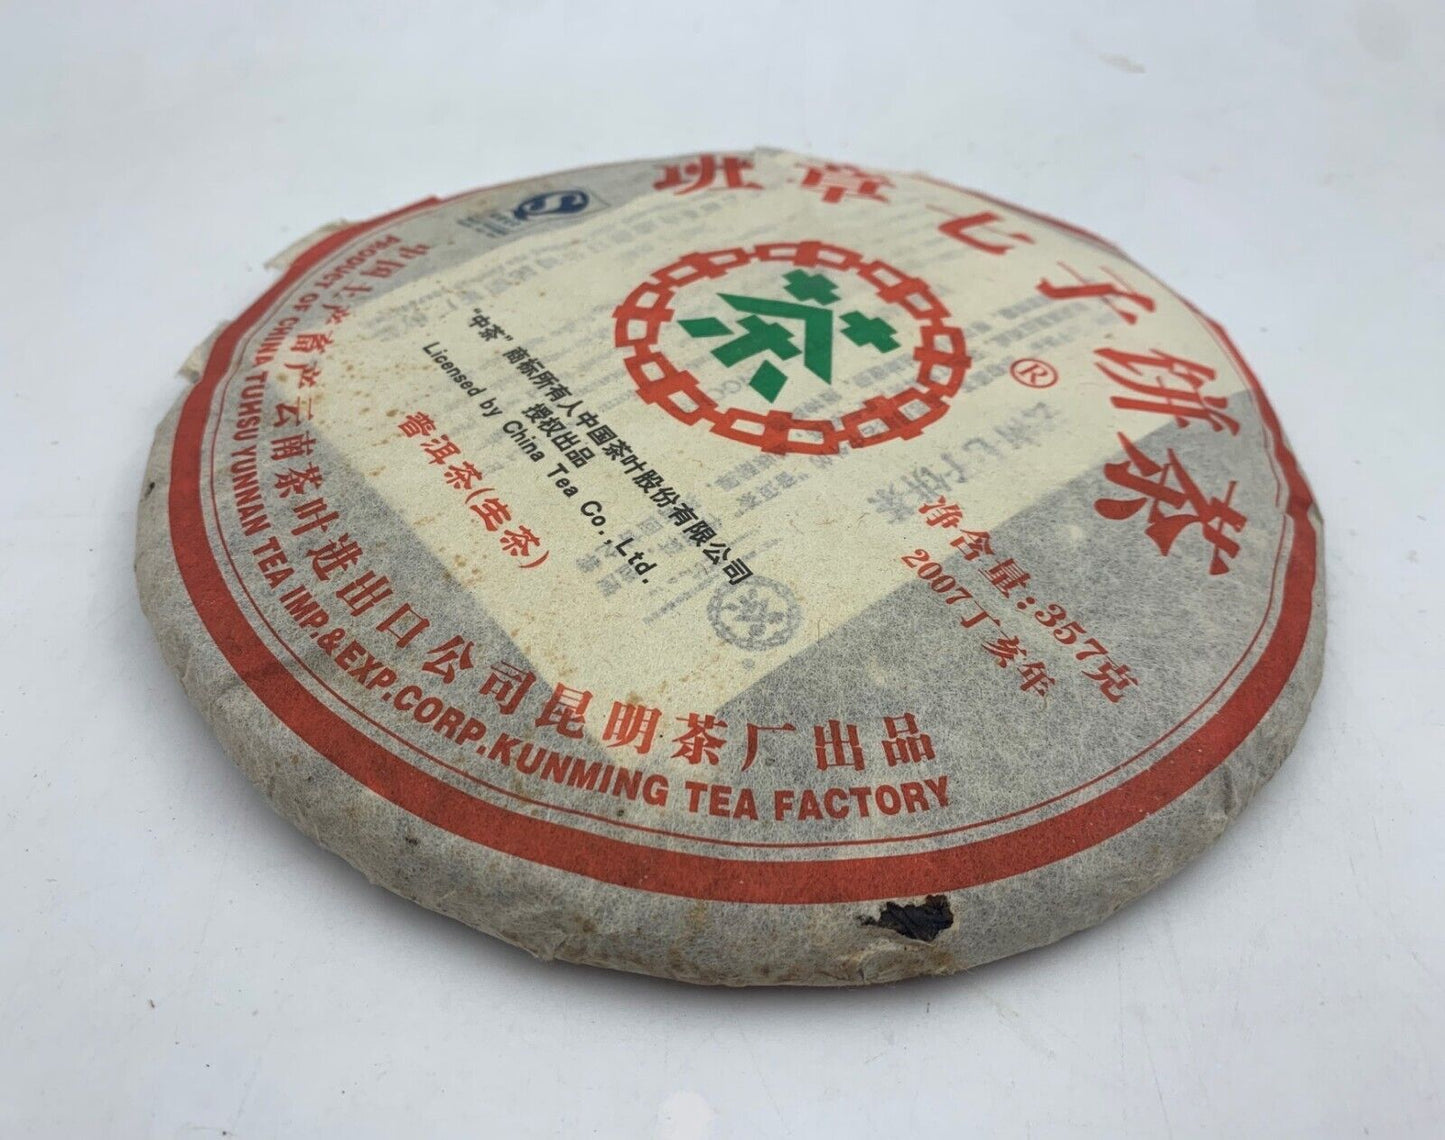 班章七子饼茶
茶
®
"中茶"商标所有人中国茶叶股份有限公司
授权出品
Licensed by China Tea Co., Ltd.
普洱茶(生茶)
净含量:357克
2007丁亥年
中国土产畜产云南茶叶进出口公司昆明茶厂出品
PRODUCT OF CHINA TUHSU YUNNAN TEA IMP.&EXP.CORP.KUNMING TEA FACTORY